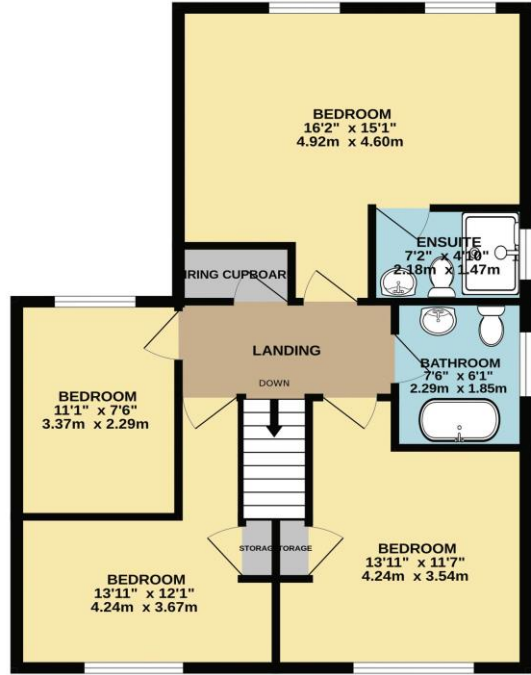 BEDROOM
16'2" x 15'1"
4.92m x 4.60m
ENSUITE
7'2" x 4'10"
2.18m x 1.47m
IRING CUPBOAR
LANDING
DOWN
BATHROOM
7'6" x 6'1"
2.29m x 1.85m
BEDROOM
11'1" x 7'6"
3.37m x 2.29m
STORAG
TORAGE
BEDROOM
13'11" x 12'1"
4.24m x 3.67m
BEDROOM
13'11" x 11'7"
4.24m x 3.54m